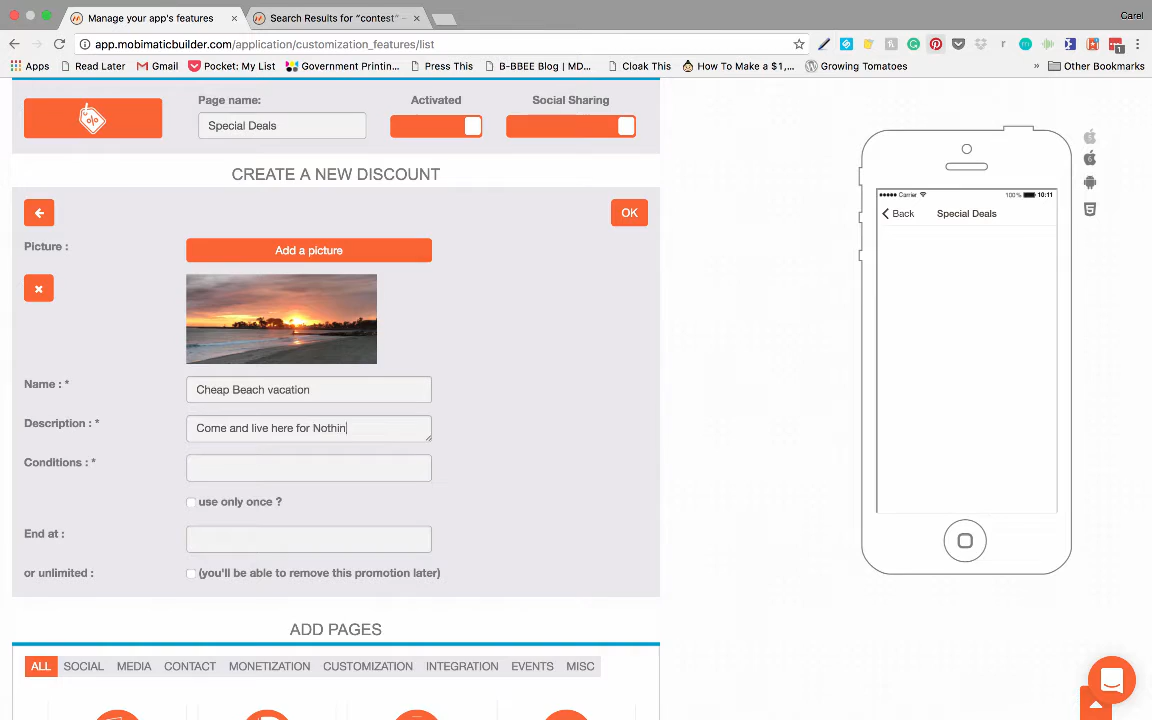 Manage your app's features
Search Results for "contest" –
Carel
app.mobimaticbuilder.com/application/customization_features/list
Apps
Read Later
Gmail
Pocket: My List
Government Printin...
Press This
B-BBEE Blog | MD...
Cloak This
How To Make a $1,...
Growing Tomatoes
»
Other Bookmarks
Page name:
Activated
Social Sharing
%
Special Deals
CREATE A NEW DISCOUNT
OK
Picture :
Add a picture
Name : *
Cheap Beach vacation
Description : *
Come and live here for Nothin
Conditions : *
use only once ?
End at :
or unlimited :
(you'll be able to remove this promotion later)
ADD PAGES
ALL
SOCIAL
MEDIA
CONTACT
MONETIZATION
CUSTOMIZATION
INTEGRATION
EVENTS
MISC
Carrier
100%
10:11
Back
Special Deals